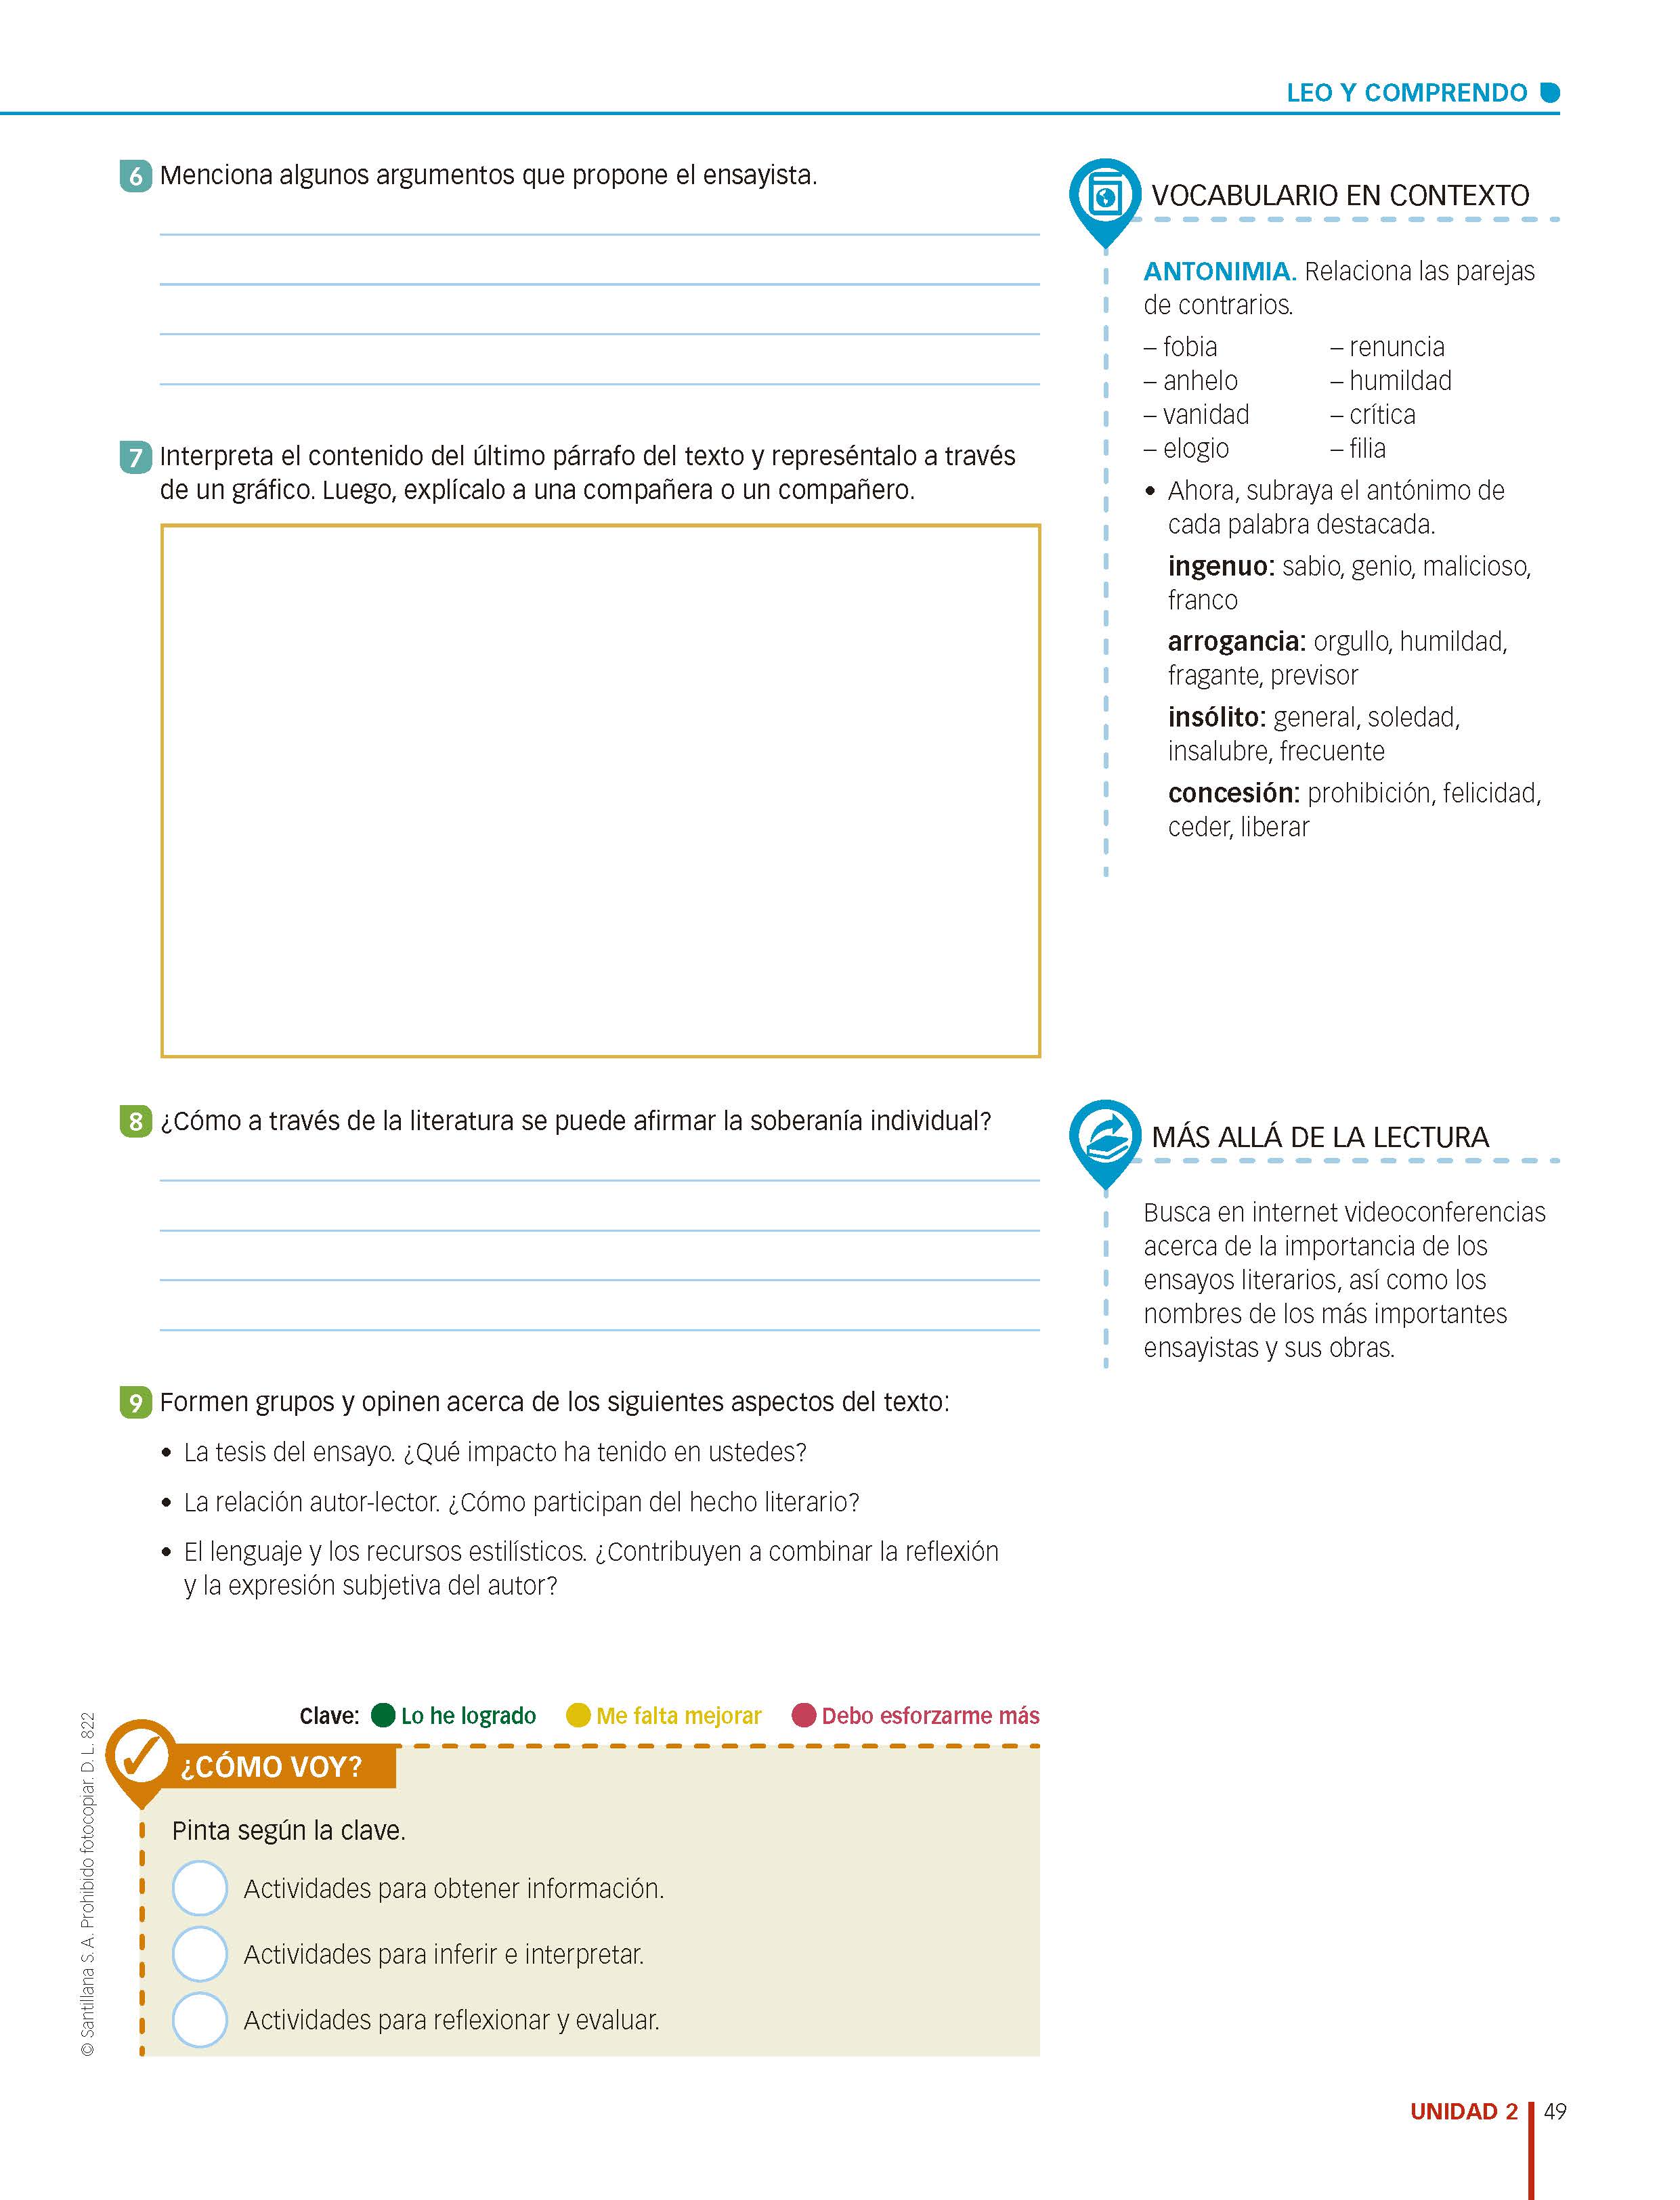 LEO Y COMPRENDO
6 Menciona algunos argumentos que propone el ensayista.
7 Interpreta el contenido del último párrafo del texto y represéntalo a través
de un gráfico. Luego, explícalo a una compañera o un compañero.
8 ¿Cómo a través de la literatura se puede afirmar la soberanía individual?
9 Formen grupos y opinen acerca de los siguientes aspectos del texto:
• La tesis del ensayo. ¿Qué impacto ha tenido en ustedes?
• La relación autor-lector. ¿Cómo participan del hecho literario?
• El lenguaje y los recursos estilísticos. ¿Contribuyen a combinar la reflexión
y la expresión subjetiva del autor?
VOCABULARIO EN CONTEXTO
ANTONIMIA. Relaciona las parejas
de contrarios.
– fobia – renuncia
– anhelo – humildad
– vanidad – crítica
– elogio – filia
• Ahora, subraya el antónimo de
cada palabra destacada.
ingenuo: sabio, genio, malicioso,
franco
arrogancia: orgullo, humildad,
fragante, previsor
insólito: general, soledad,
insalubre, frecuente
concesión: prohibición, felicidad,
ceder, liberar
MÁS ALLÁ DE LA LECTURA
Busca en internet videoconferencias
acerca de la importancia de los
ensayos literarios, así como los
nombres de los más importantes
ensayistas y sus obras.
Clave: Lo he logrado Me falta mejorar Debo esforzarme más
¿CÓMO VOY?
Pinta según la clave.
Actividades para obtener información.
Actividades para inferir e interpretar.
Actividades para reflexionar y evaluar.
© Santillana S. A. Prohibido fotocopiar. D. L. 822
UNIDAD 2 49